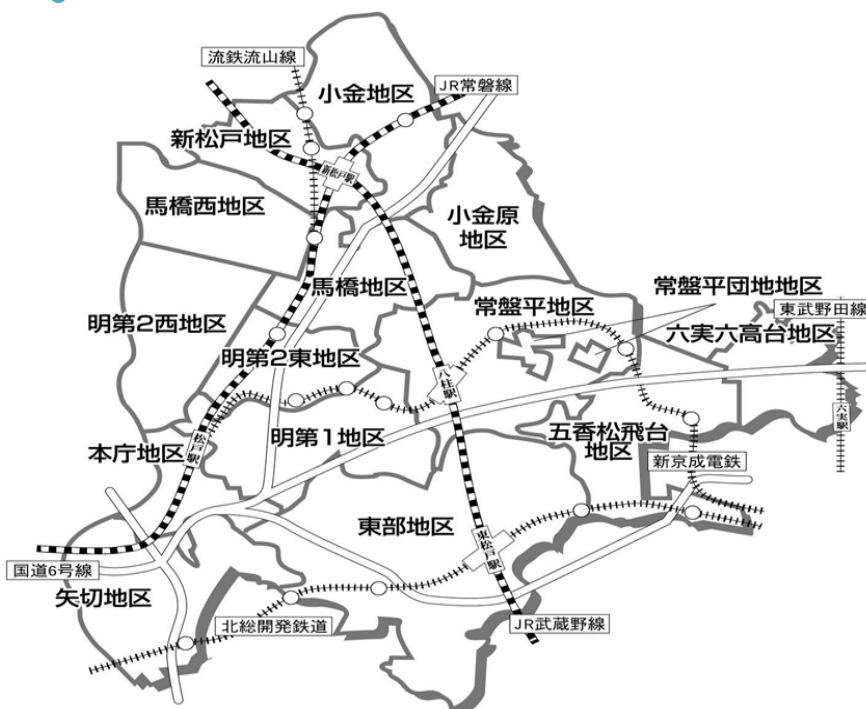 流鉄流山線
小金地区
JR常磐線
新松戸地区
新松戸駅
馬橋西地区
小金原
地区
馬橋地区
常盤平団地地区
常盤平地区
東武野田線
明第2西地区
六実六高台地区
明第2東地区
八柱駅
六実駅
本庁地区
松戸駅
明第1地区
五香松飛台
地区
新京成電鉄
東部地区
東松戸駅
国道6号線
矢切地区
北総開発鉄道
JR武蔵野線